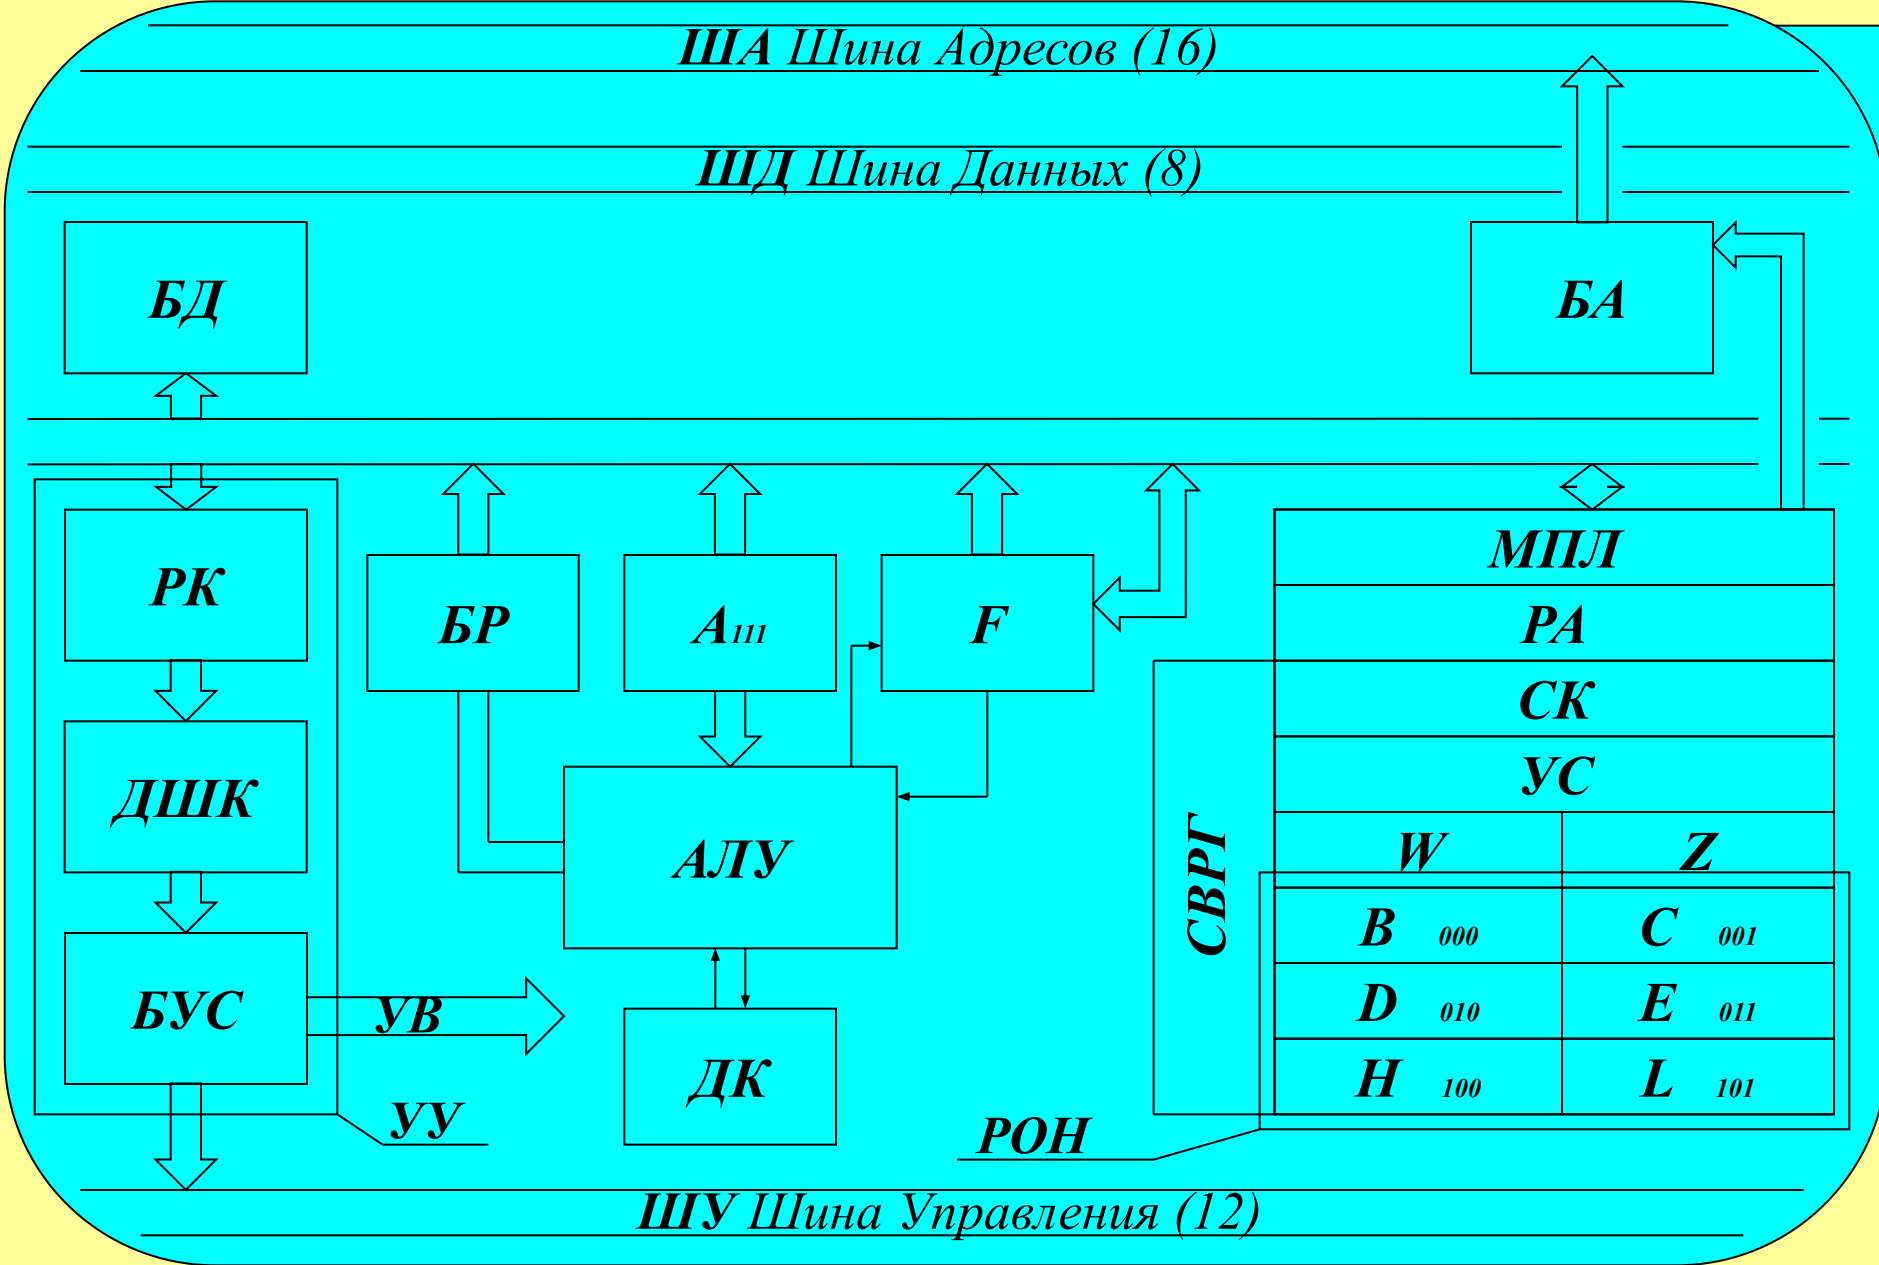 ША Шина Адресов (16)
ШД Шина Данных (8)
БД
БА
РК
БР
A111
F
МПЛ
РА
СК
УС
ДШК
АЛУ
СВРГ
W Z
B 000 C 001
D 010 E 011
H 100 L 101
БУС
УВ
ДК
УУ
РОН
ШУ Шина Управления (12)